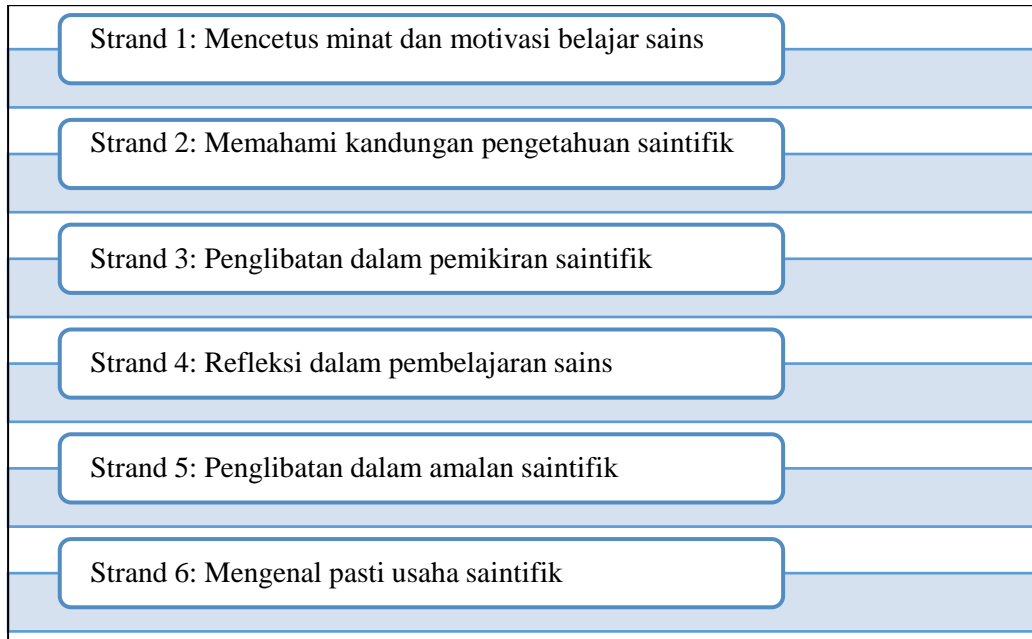 Strand 1: Mencetus minat dan motivasi belajar sains
Strand 2: Memahami kandungan pengetahuan saintifik
Strand 3: Penglibatan dalam pemikiran saintifik
Strand 4: Refleksi dalam pembelajaran sains
Strand 5: Penglibatan dalam amalan saintifik
Strand 6: Mengenal pasti usaha saintifik